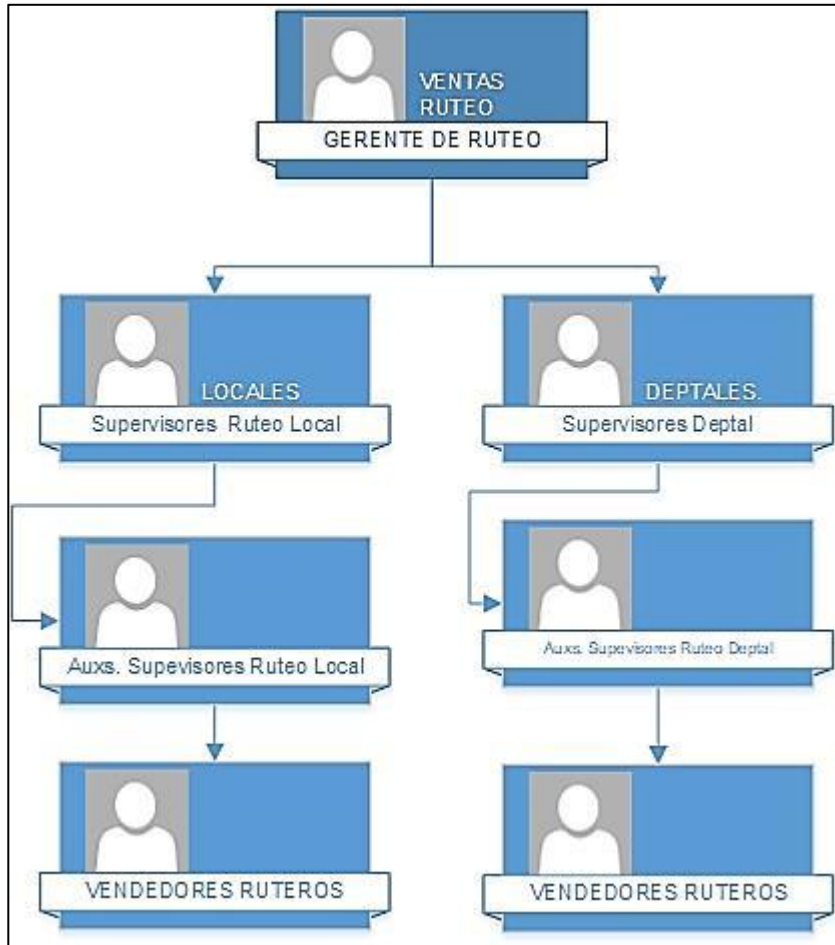 VENTAS
RUTEO
GERENTE DE RUTEO
LOCALES
Supervisores Ruteo Local
DEPTALES.
Supervisores Deptal
Auxs. Supevisores Ruteo Local
Auxs. Supevisores Ruteo Deptal
VENDEDORES RUTEROS
VENDEDORES RUTEROS